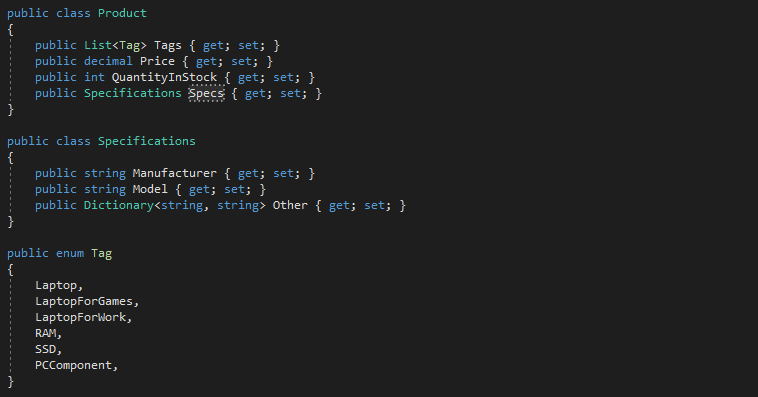 public class Product
{
public List<Tag> Tags { get; set; }
public decimal Price { get; set; }
public int QuantityInStock { get; set; }
public Specifications Specs { get; set; }
}
public class Specifications
{
public string Manufacturer { get; set; }
public string Model { get; set; }
public Dictionary<string, string> Other { get; set; }
}
public enum Tag
{
Laptop,
LaptopForGames,
LaptopForWork,
RAM,
SSD,
PCComponent,
}